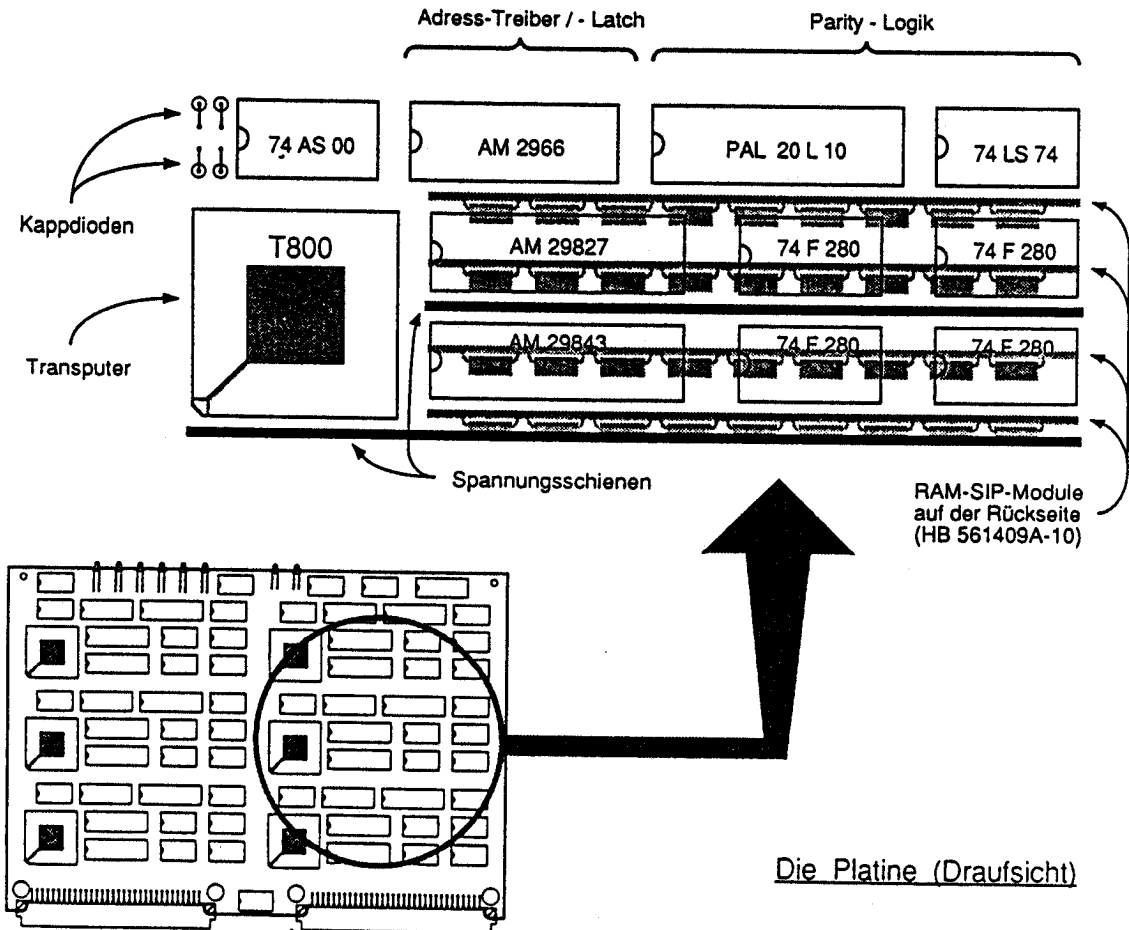 Adress-Treiber / - Latch
Parity - Logik
74 AS 00
AM 2966
PAL 20 L 10
74 LS 74
Kappdioden
T800
AM 29827
74 F 280
74 F 280
Transputer
AM 29843
74 F 280
74 F 280
Spannungsschienen
RAM-SIP-Module
auf der Rückseite
(HB 561409A-10)
Die Platine (Draufsicht)